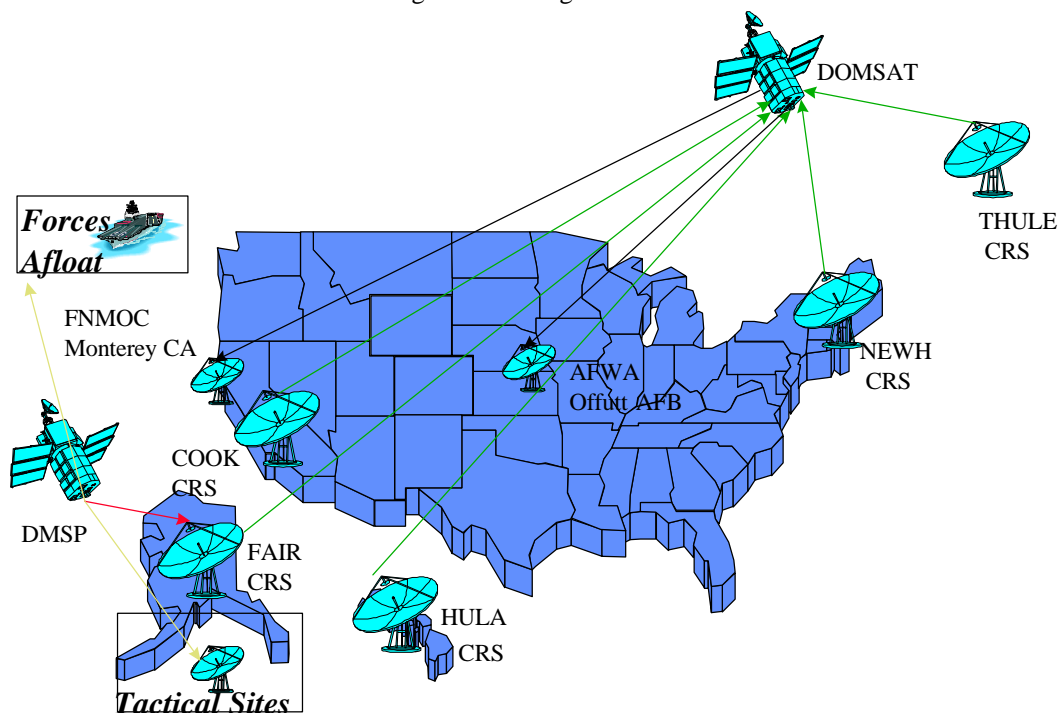 DOMSAT
THULE
CRS
Forces
Afloat
FNMOC
Monterey CA
NEWH
CRS
AFWA
Offutt AFB
COOK
CRS
DMSP
FAIR
CRS
HULA
CRS
Tactical Sites